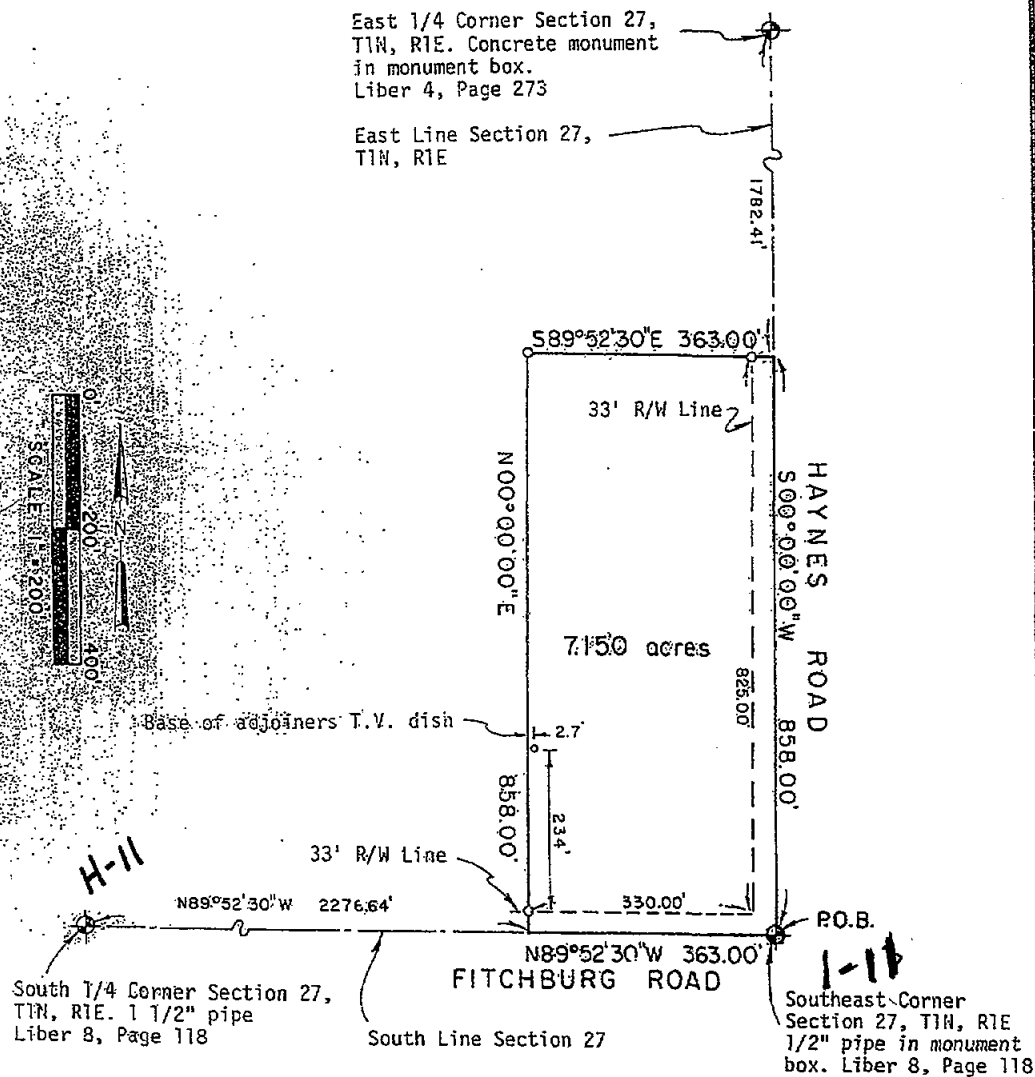 East 1/4 Corner Section 27,
T1N, R1E. Concrete monument
in monument box.
Liber 4, Page 273
East Line Section 27,
T1N, R1E
1782.41'
S89°52'30"E 363.00'
33' R/W Line
HAYNES ROAD
S00°00'00"W 858.00'
825.00'
N00°00'00"E 858.00'
7.150 acres
0' 200' 400'
SCALE 1"=200'
N
Base of adjoiners T.V. dish
2.7'
234'
33' R/W Line
330.00'
H-11
N89°52'30"W 2276.64'
P.O.B.
N89°52'30"W 363.00'
FITCHBURG ROAD
I-11
South 1/4 Corner Section 27,
T1N, R1E. 1 1/2" pipe
Liber 8, Page 118
South Line Section 27
Southeast Corner
Section 27, T1N, R1E
1/2" pipe in monument
box. Liber 8, Page 118